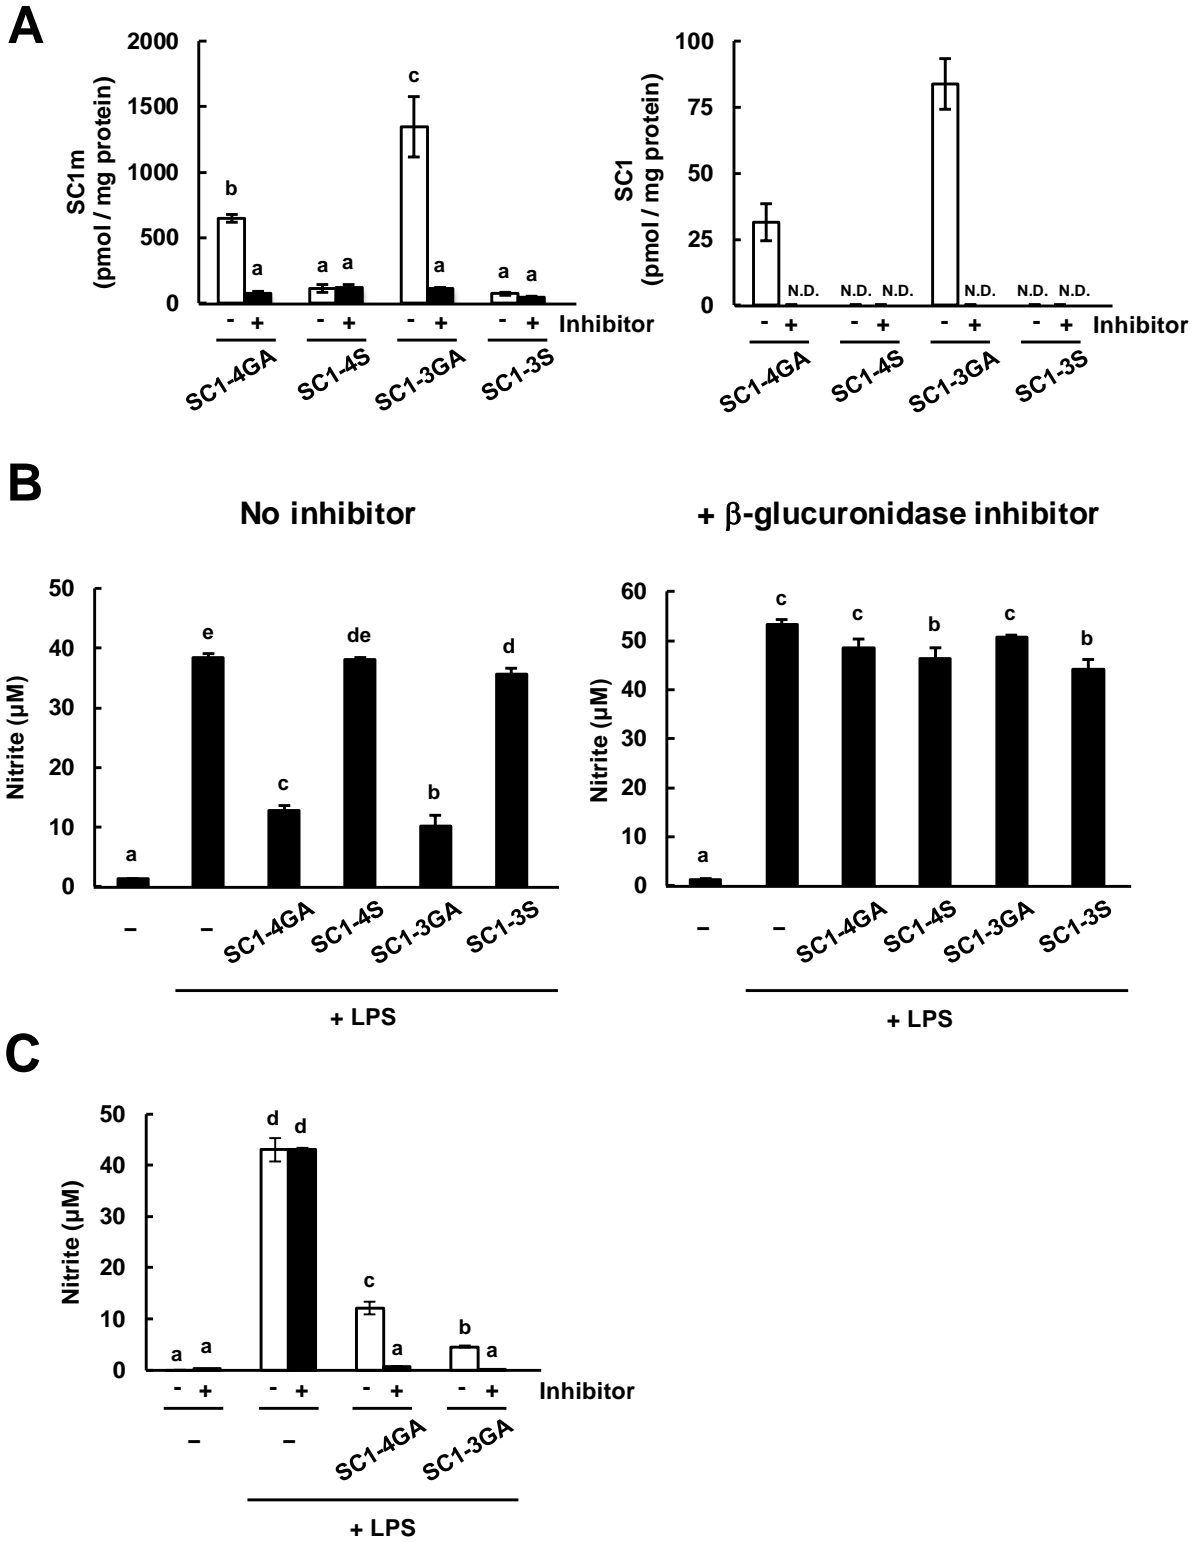 A
2000
1500
1000
500
0
SC1m
(pmol / mg protein)
b
a
a
a
c
a
a
a
- + - + - + - + Inhibitor
SC1-4GA
SC1-4S
SC1-3GA
SC1-3S
100
75
50
25
0
SC1
(pmol / mg protein)
N.D. N.D. N.D. N.D. N.D. N.D.
- + - + - + - + Inhibitor
SC1-4GA
SC1-4S
SC1-3GA
SC1-3S
B
No inhibitor
50
40
30
20
10
0
Nitrite (µM)
a
e
c
de
b
d
–
–
SC1-4GA
SC1-4S
SC1-3GA
SC1-3S
+ LPS
+ β-glucuronidase inhibitor
60
50
40
30
20
10
0
Nitrite (µM)
a
c
c
b
c
b
–
–
SC1-4GA
SC1-4S
SC1-3GA
SC1-3S
+ LPS
C
50
40
30
20
10
0
Nitrite (µM)
a
a
d
d
c
a
b
a
- + - + - + - + Inhibitor
–
–
SC1-4GA
SC1-3GA
+ LPS